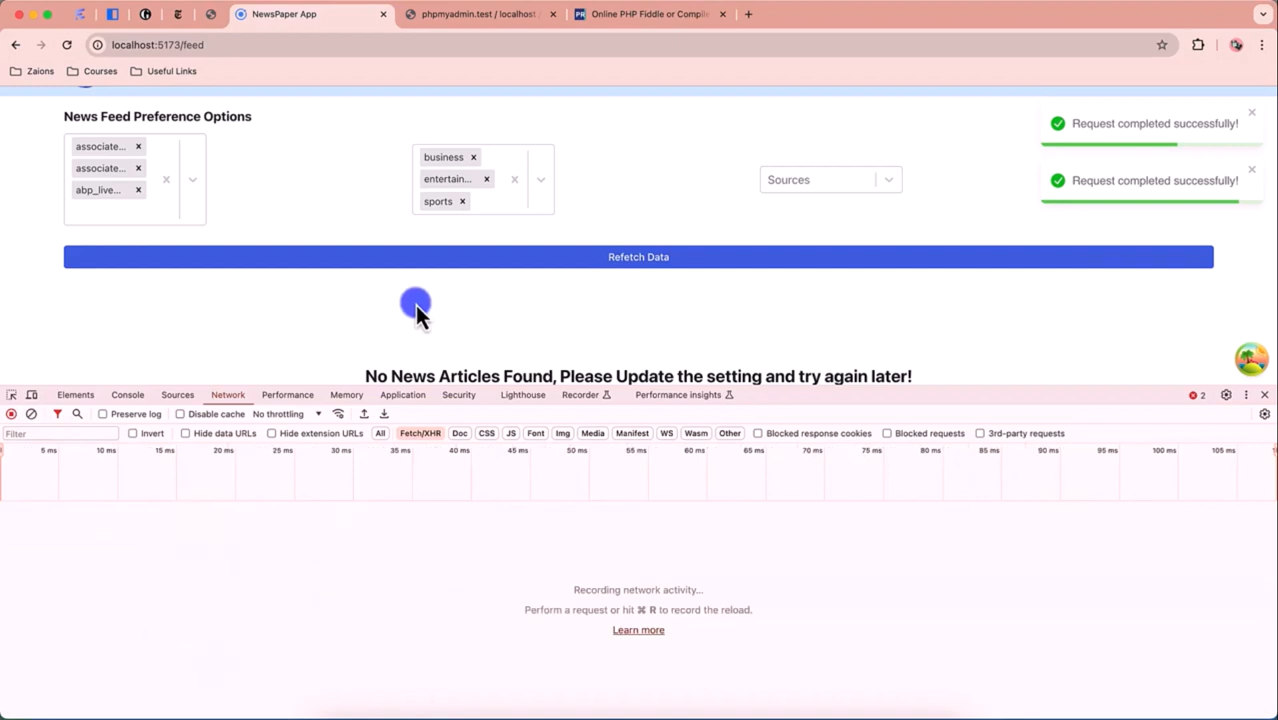 NewsPaper App
phpmyadmin.test / localhost /
Online PHP Fiddle or Compile
localhost:5173/feed
Zaions
Courses
Useful Links
News Feed Preference Options
associate...
associate...
abp_live...
business
entertain...
sports
Sources
Request completed successfully!
Request completed successfully!
Refetch Data
No News Articles Found, Please Update the setting and try again later!
Elements Console Sources Network Performance Memory Application Security Lighthouse Recorder Performance insights 2
Preserve log Disable cache No throttling
Filter Invert Hide data URLs Hide extension URLs All Fetch/XHR Doc CSS JS Font Img Media Manifest WS Wasm Other Blocked response cookies Blocked requests 3rd-party requests
5 ms 10 ms 15 ms 20 ms 25 ms 30 ms 35 ms 40 ms 45 ms 50 ms 55 ms 60 ms 65 ms 70 ms 75 ms 80 ms 85 ms 90 ms 95 ms 100 ms 105 ms
Recording network activity...
Perform a request or hit ⌘ R to record the reload.
Learn more